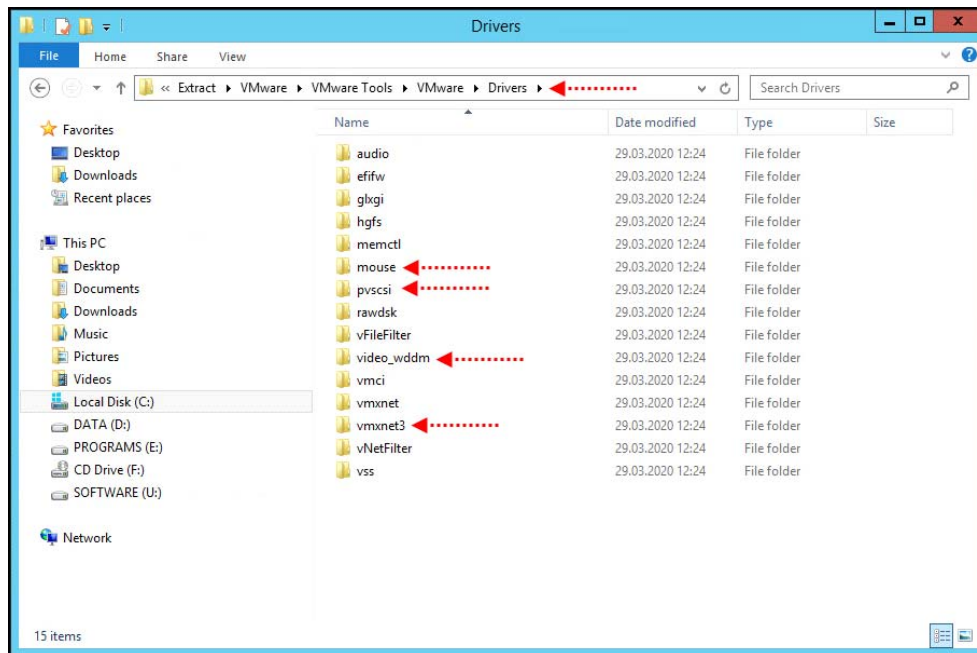 Drivers
File Home Share View
« Extract VMware VMware Tools VMware Drivers Search Drivers
Name Date modified Type Size
Favorites
Desktop
Downloads
Recent places
This PC
Desktop
Documents
Downloads
Music
Pictures
Videos
Local Disk (C:)
DATA (D:)
PROGRAMS (E:)
CD Drive (F:)
SOFTWARE (U:)
Network
audio 29.03.2020 12:24 File folder
efifw 29.03.2020 12:24 File folder
glxgi 29.03.2020 12:24 File folder
hgfs 29.03.2020 12:24 File folder
memctl 29.03.2020 12:24 File folder
mouse 29.03.2020 12:24 File folder
pvscsi 29.03.2020 12:24 File folder
rawdsk 29.03.2020 12:24 File folder
vFileFilter 29.03.2020 12:24 File folder
video_wddm 29.03.2020 12:24 File folder
vmci 29.03.2020 12:24 File folder
vmxnet 29.03.2020 12:24 File folder
vmxnet3 29.03.2020 12:24 File folder
vNetFilter 29.03.2020 12:24 File folder
vss 29.03.2020 12:24 File folder
15 items